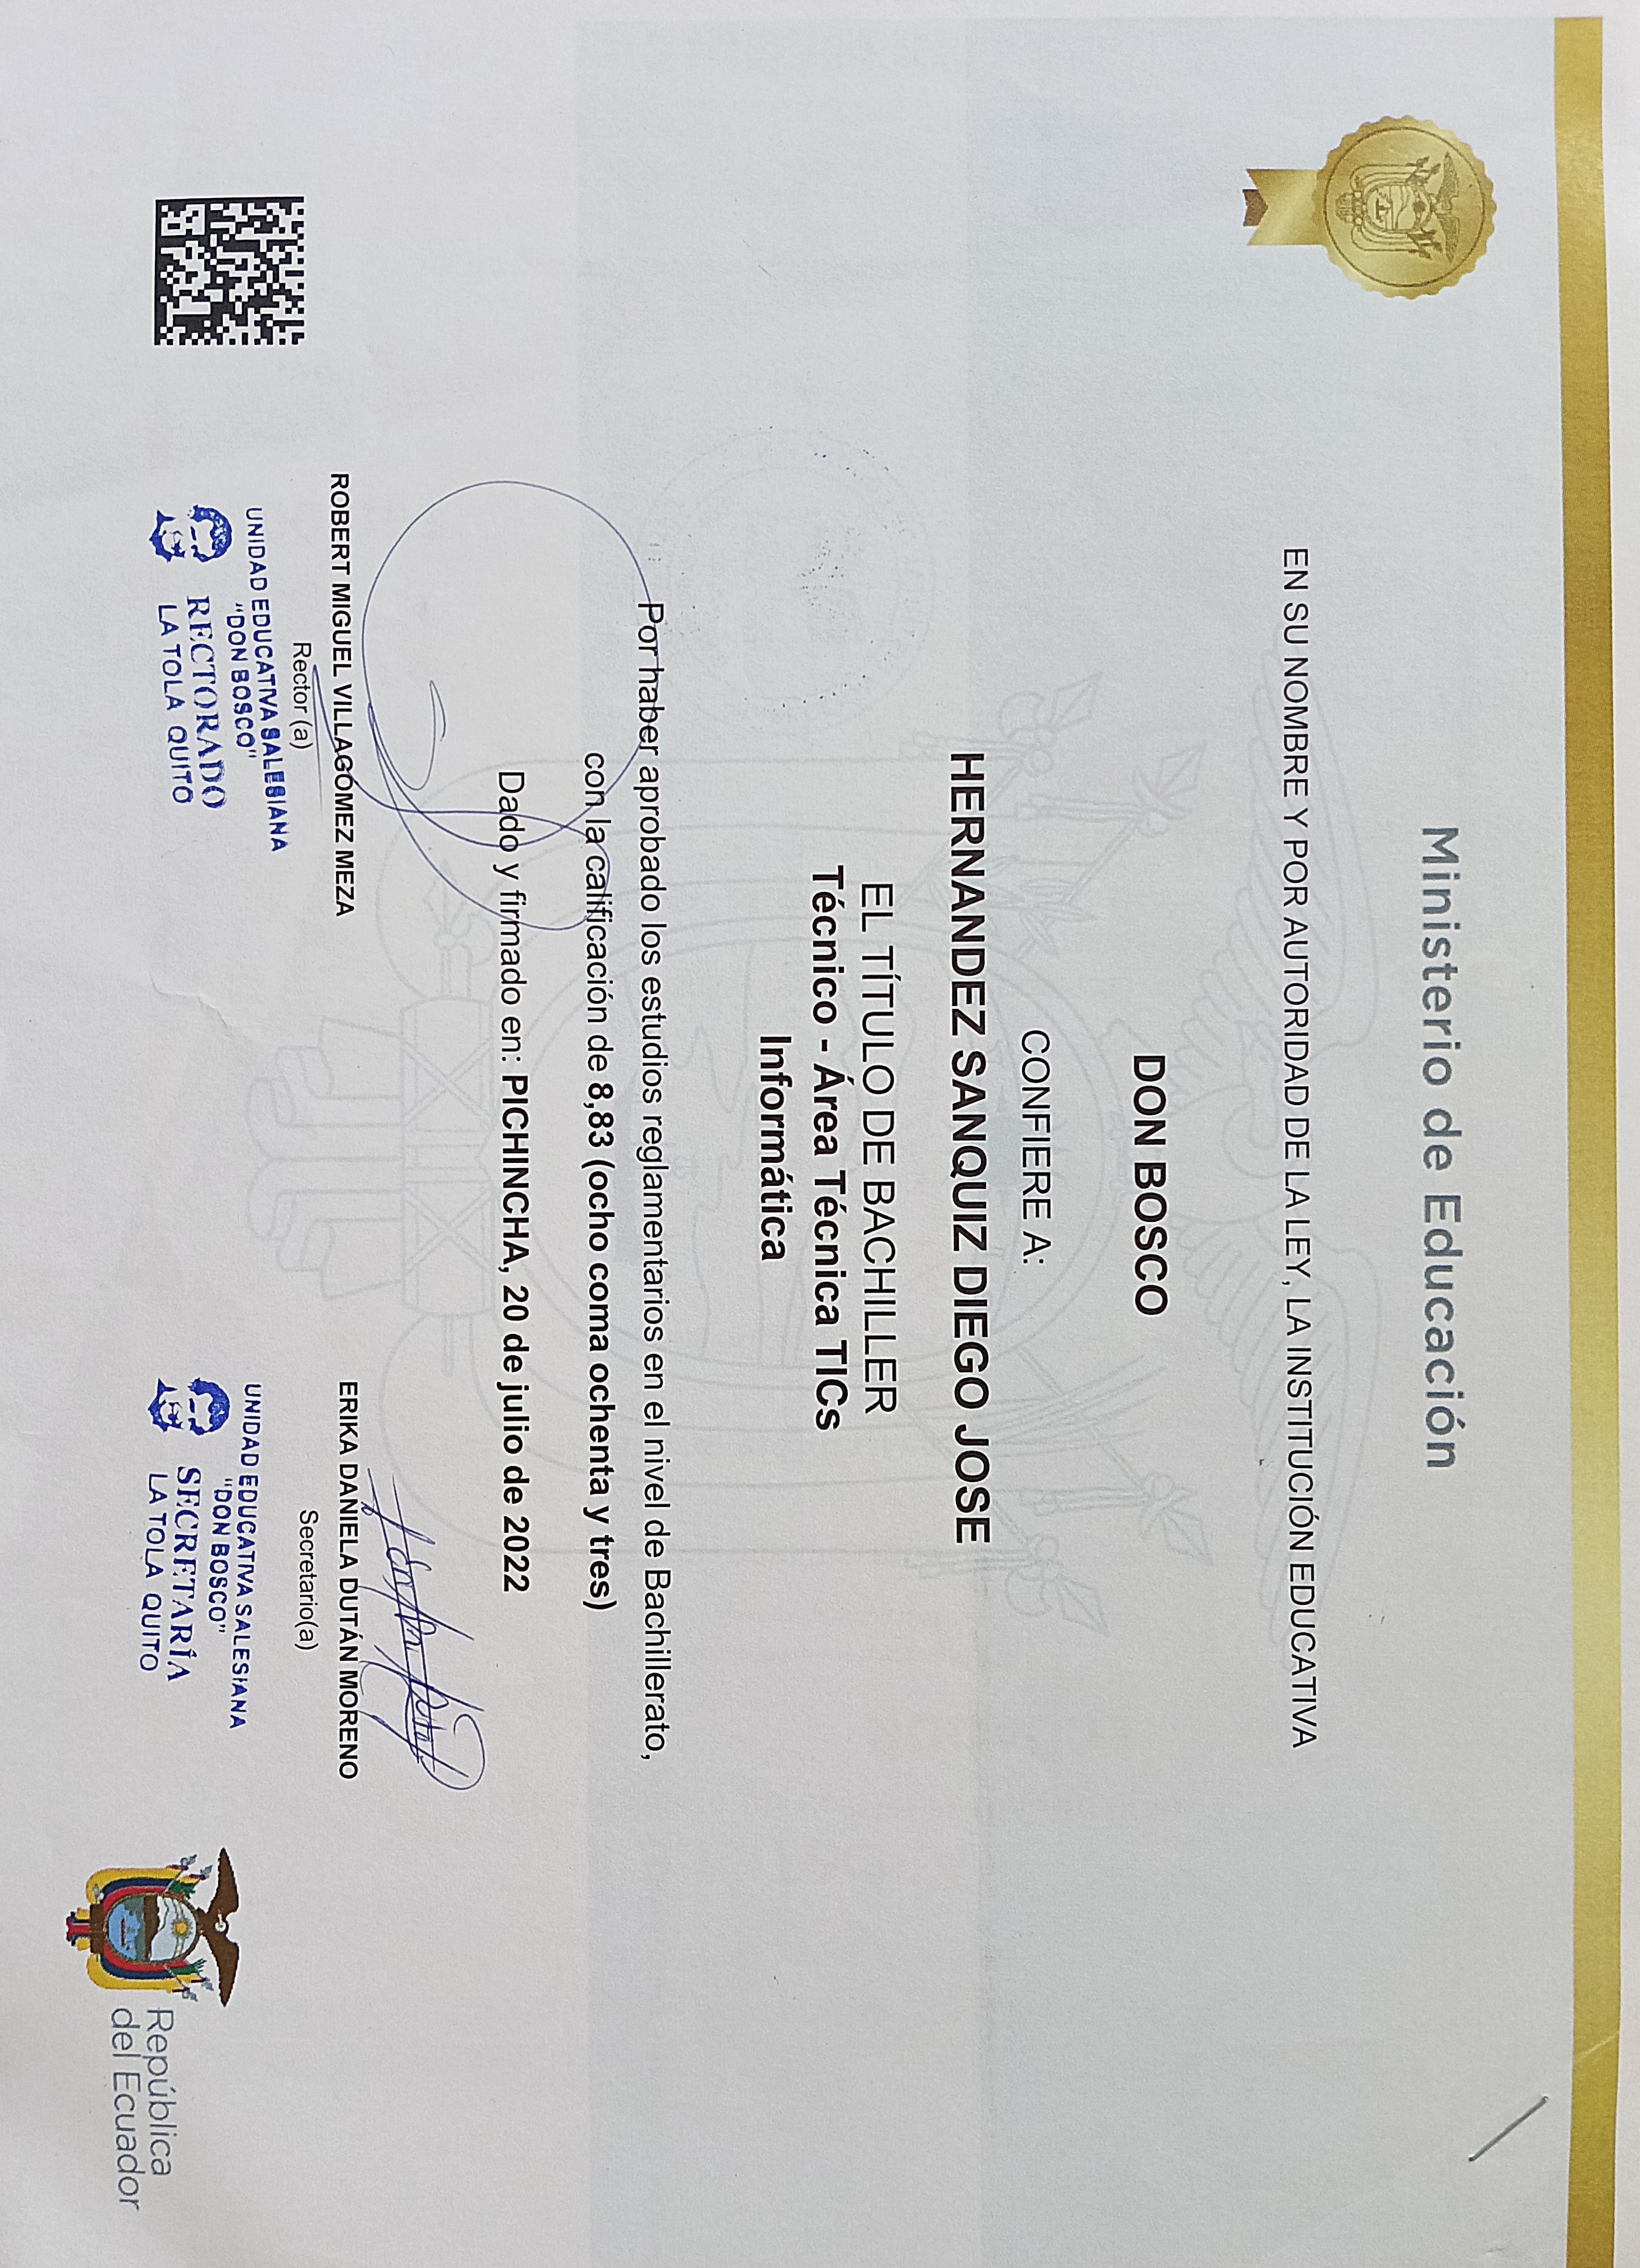 Ministerio de Educación
EN SU NOMBRE Y POR AUTORIDAD DE LA LEY, LA INSTITUCIÓN EDUCATIVA
DON BOSCO
CONFIERE A:
HERNANDEZ SANQUIZ DIEGO JOSE
EL TÍTULO DE BACHILLER
Técnico - Área Técnica TICs
Informática
Por haber aprobado los estudios reglamentarios en el nivel de Bachillerato,
con la calificación de 8,83 (ocho coma ochenta y tres)
Dado y firmado en: PICHINCHA, 20 de julio de 2022
ROBERT MIGUEL VILLAGÓMEZ MEZA
Rector (a)
UNIDAD EDUCATIVA SALESIANA
"DON BOSCO"
RECTORADO
LA TOLA QUITO
ERIKA DANIELA DUTÁN MORENO
Secretario(a)
UNIDAD EDUCATIVA SALESIANA
"DON BOSCO"
SECRETARÍA
LA TOLA QUITO
República
del Ecuador